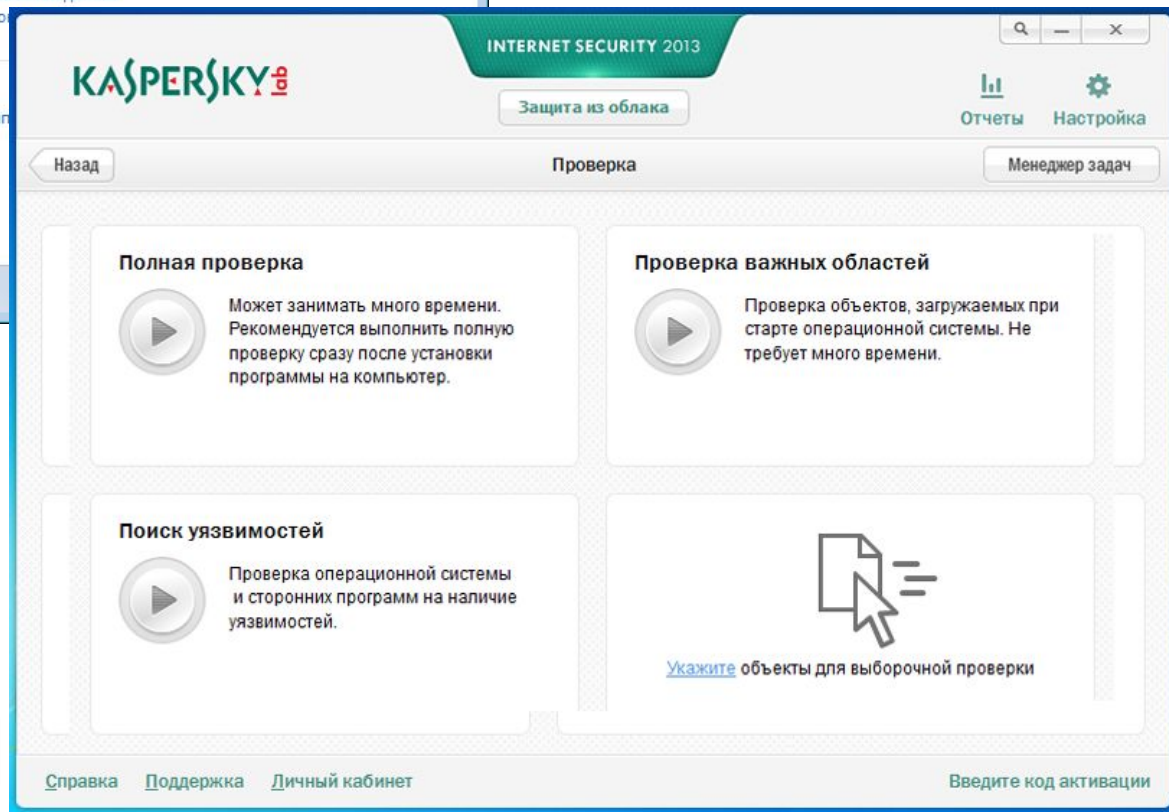 INTERNET SECURITY 2013
KASPERSKY lab
Защита из облака
Отчеты
Настройка
Назад
Проверка
Менеджер задач
Полная проверка
Может занимать много времени.
Рекомендуется выполнить полную
проверку сразу после установки
программы на компьютер.
Проверка важных областей
Проверка объектов, загружаемых при
старте операционной системы. Не
требует много времени.
Поиск уязвимостей
Проверка операционной системы
и сторонних программ на наличие
уязвимостей.
Укажите объекты для выборочной проверки
Справка
Поддержка
Личный кабинет
Введите код активации